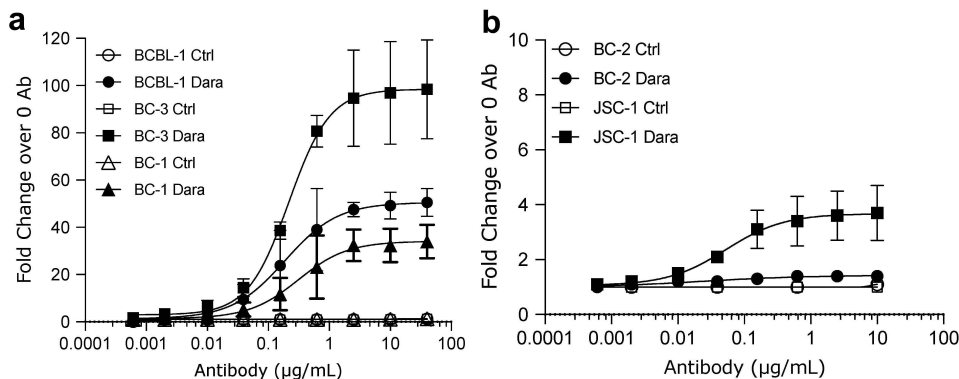 a
120
100
80
60
40
20
0
Fold Change over 0 Ab
BCBL-1 Ctrl
BCBL-1 Dara
BC-3 Ctrl
BC-3 Dara
BC-1 Ctrl
BC-1 Dara
0.0001 0.001 0.01 0.1 1 10 100
Antibody (µg/mL)
b
10
8
6
4
2
0
Fold Change over 0 Ab
BC-2 Ctrl
BC-2 Dara
JSC-1 Ctrl
JSC-1 Dara
0.0001 0.001 0.01 0.1 1 10 100
Antibody (µg/mL)